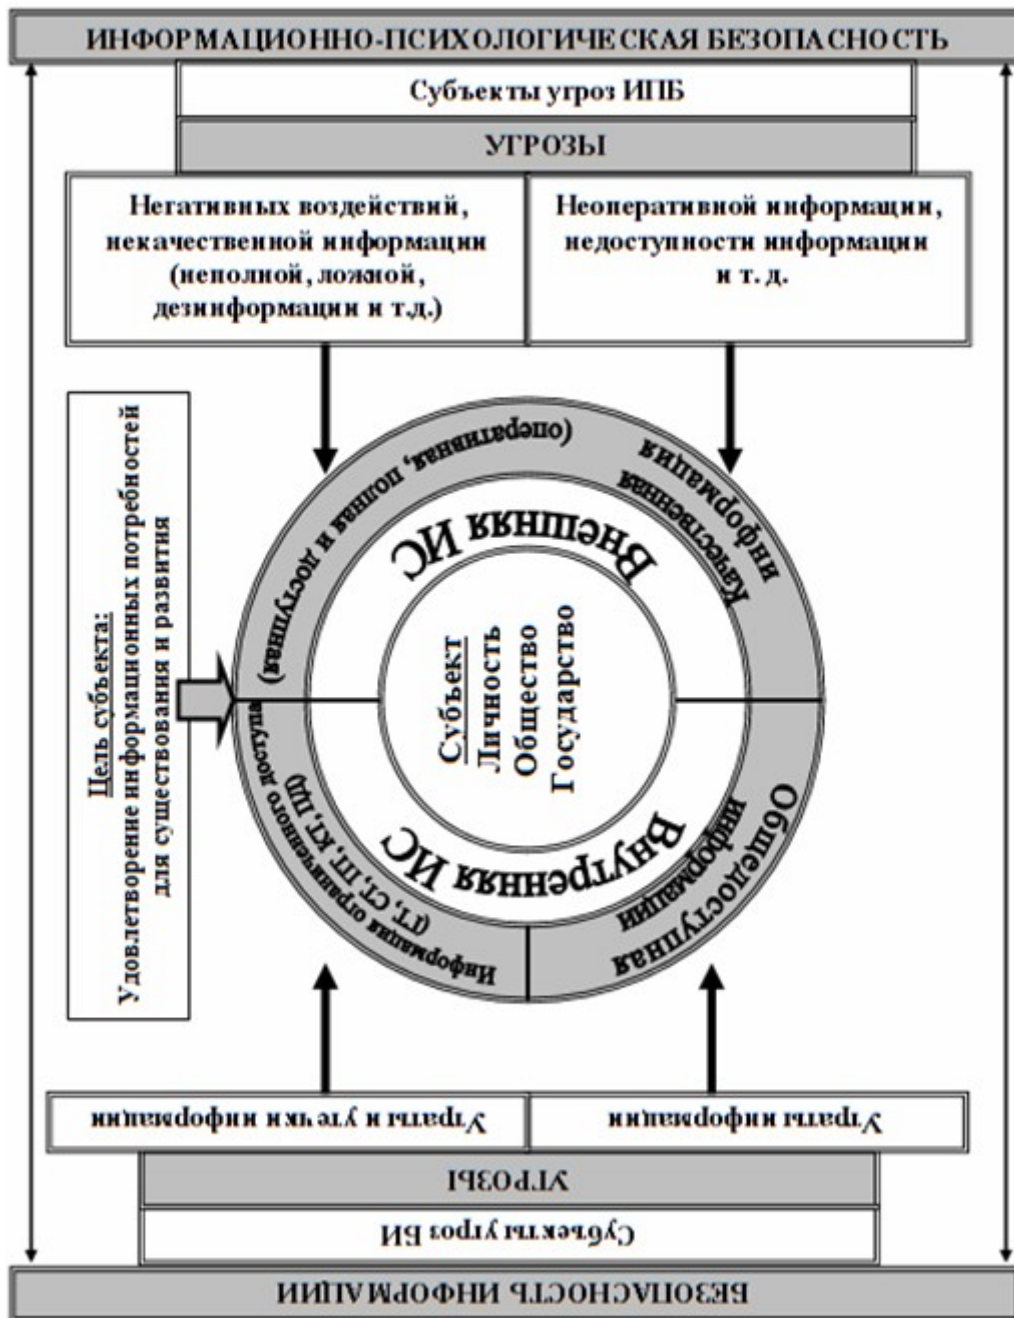 ИНФОРМАЦИОННО-ПСИХОЛОГИЧЕСКАЯ БЕЗОПАСНОСТЬ
Субъекты угроз ИПБ
УГРОЗЫ
Негативных воздействий,
некачественной информации
(неполной, ложной,
дезинформации и т.д.)
Неоперативной информации,
недоступности информации
и т. д.
Цель субъекта:
Удовлетворение информационных потребностей
для существования и развития
Качественная
информация
(оперативная, полная и доступная)
Внешняя ИС
Субъект
Личность
Общество
Государство
Внутренняя ИС
Информация ограниченного доступа
(ГТ, СТ, ПТ, КТ, ПД)
Общедоступная
информации
Утраты и утечки информации
Утраты информации
УГРОЗЫ
Субъекты угроз БИ
БЕЗОПАСНОСТЬ ИНФОРМАЦИИ